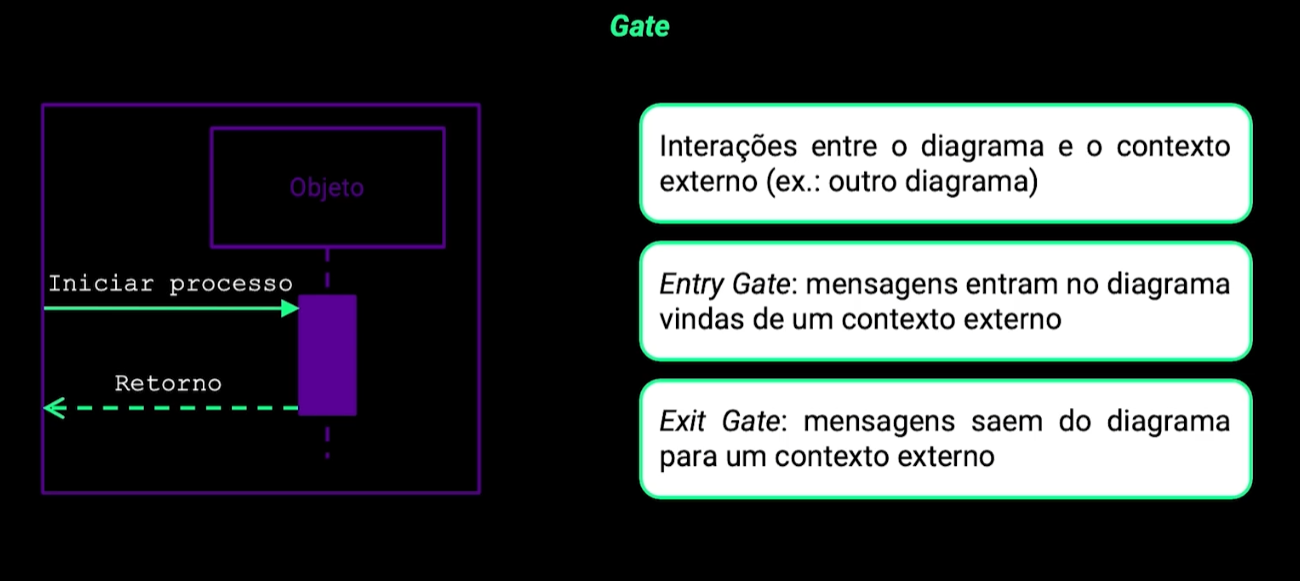 Gate
Objeto
Iniciar processo
Retorno
Interações entre o diagrama e o contexto
externo (ex.: outro diagrama)
Entry Gate: mensagens entram no diagrama
vindas de um contexto externo
Exit Gate: mensagens saem do diagrama
para um contexto externo